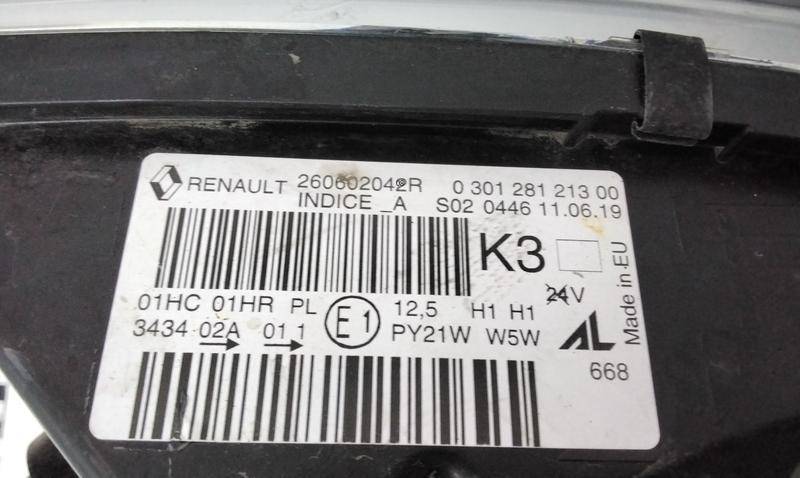 RENAULT 260602042R 0 301 281 213 00
INDICE _A S02 0446 11.06.19
K3
Made in EU
01HC 01HR PL E1 12,5 H1 H1 24V
3434 02A 01 1 PY21W W5W AL
668